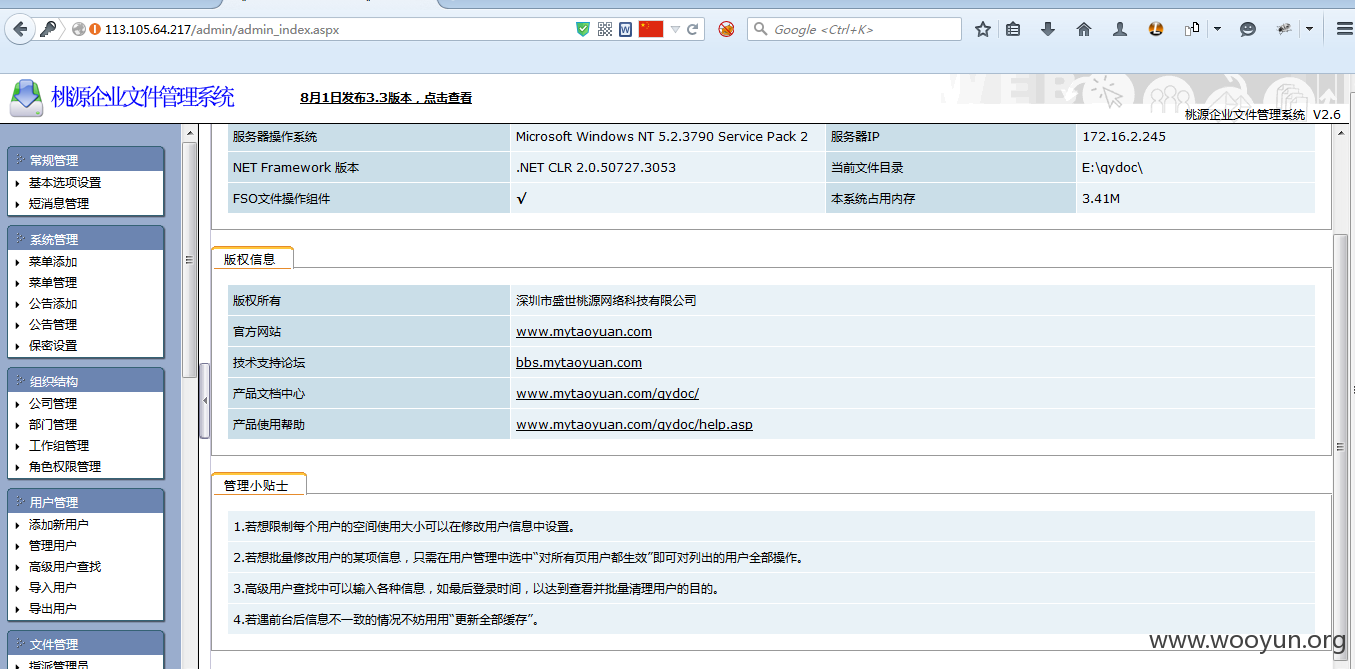 113.105.64.217/admin/admin_index.aspx
Google <Ctrl+K>
桃源企业文件管理系统
8月1日发布3.3版本，点击查看
WEB
桃源企业文件管理系统 V2.6
常规管理
基本选项设置
短消息管理
系统管理
菜单添加
菜单管理
公告添加
公告管理
保密设置
组织结构
公司管理
部门管理
工作组管理
角色权限管理
用户管理
添加新用户
管理用户
高级用户查找
导入用户
导出用户
文件管理
指派管理员
服务器操作系统 Microsoft Windows NT 5.2.3790 Service Pack 2 服务器IP 172.16.2.245
NET Framework 版本 .NET CLR 2.0.50727.3053 当前文件目录 E:\qydoc\
FSO文件操作组件 √ 本系统占用内存 3.41M
版权信息
版权所有 深圳市盛世桃源网络科技有限公司
官方网站 www.mytaoyuan.com
技术支持论坛 bbs.mytaoyuan.com
产品文档中心 www.mytaoyuan.com/qydoc/
产品使用帮助 www.mytaoyuan.com/qydoc/help.asp
管理小贴士
1.若想限制每个用户的空间使用大小可以在修改用户信息中设置。
2.若想批量修改用户的某项信息，只需在用户管理中选中“对所有页用户都生效”即可对列出的用户全部操作。
3.高级用户查找中可以输入各种信息，如最后登录时间，以达到查看并批量清理用户的目的。
4.若遇前台后信息不一致的情况不妨用用“更新全部缓存”。
www.wooyun.org